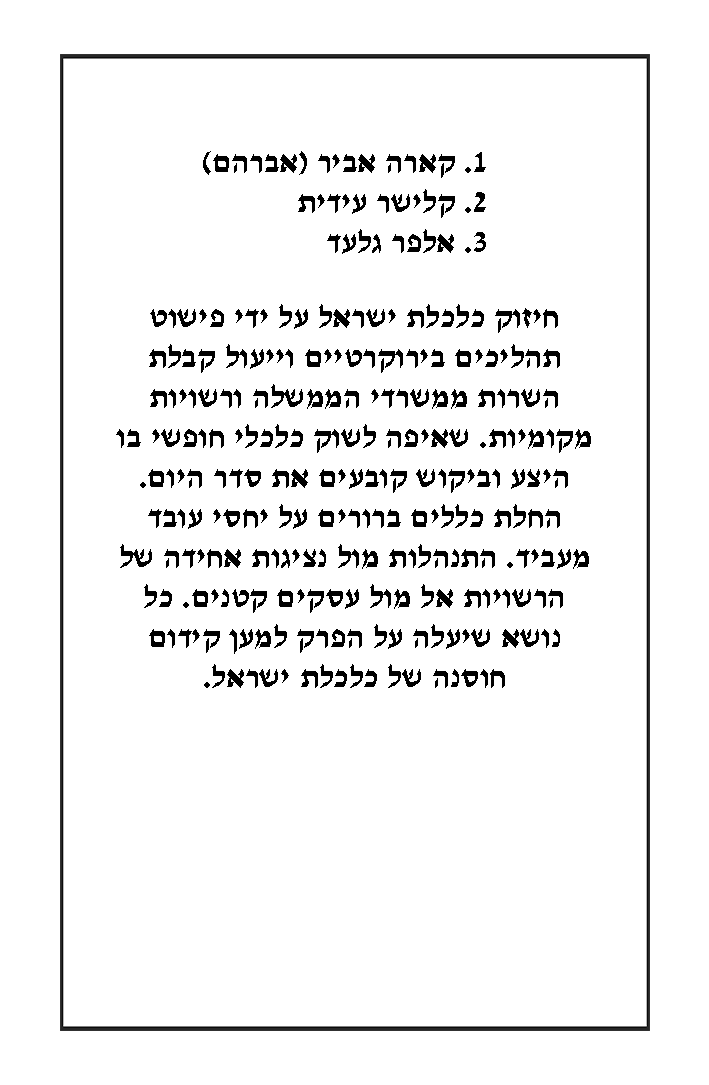 1. קארה אביר (אברהם)
2. קלישר עידית
3. אלפר גלעד
חיזוק כלכלת ישראל על ידי פישוט
תהליכים בירוקרטיים וייעול קבלת
השרות ממשרדי הממשלה ורשויות
מקומיות. שאיפה לשוק כלכלי חופשי בו
היצע וביקוש קובעים את סדר היום.
החלת כללים ברורים על יחסי עובד
מעביד. התנהלות מול נציגות אחידה של
הרשויות אל מול עסקים קטנים. כל
נושא שיעלה על הפרק למען קידום
חוסנה של כלכלת ישראל.